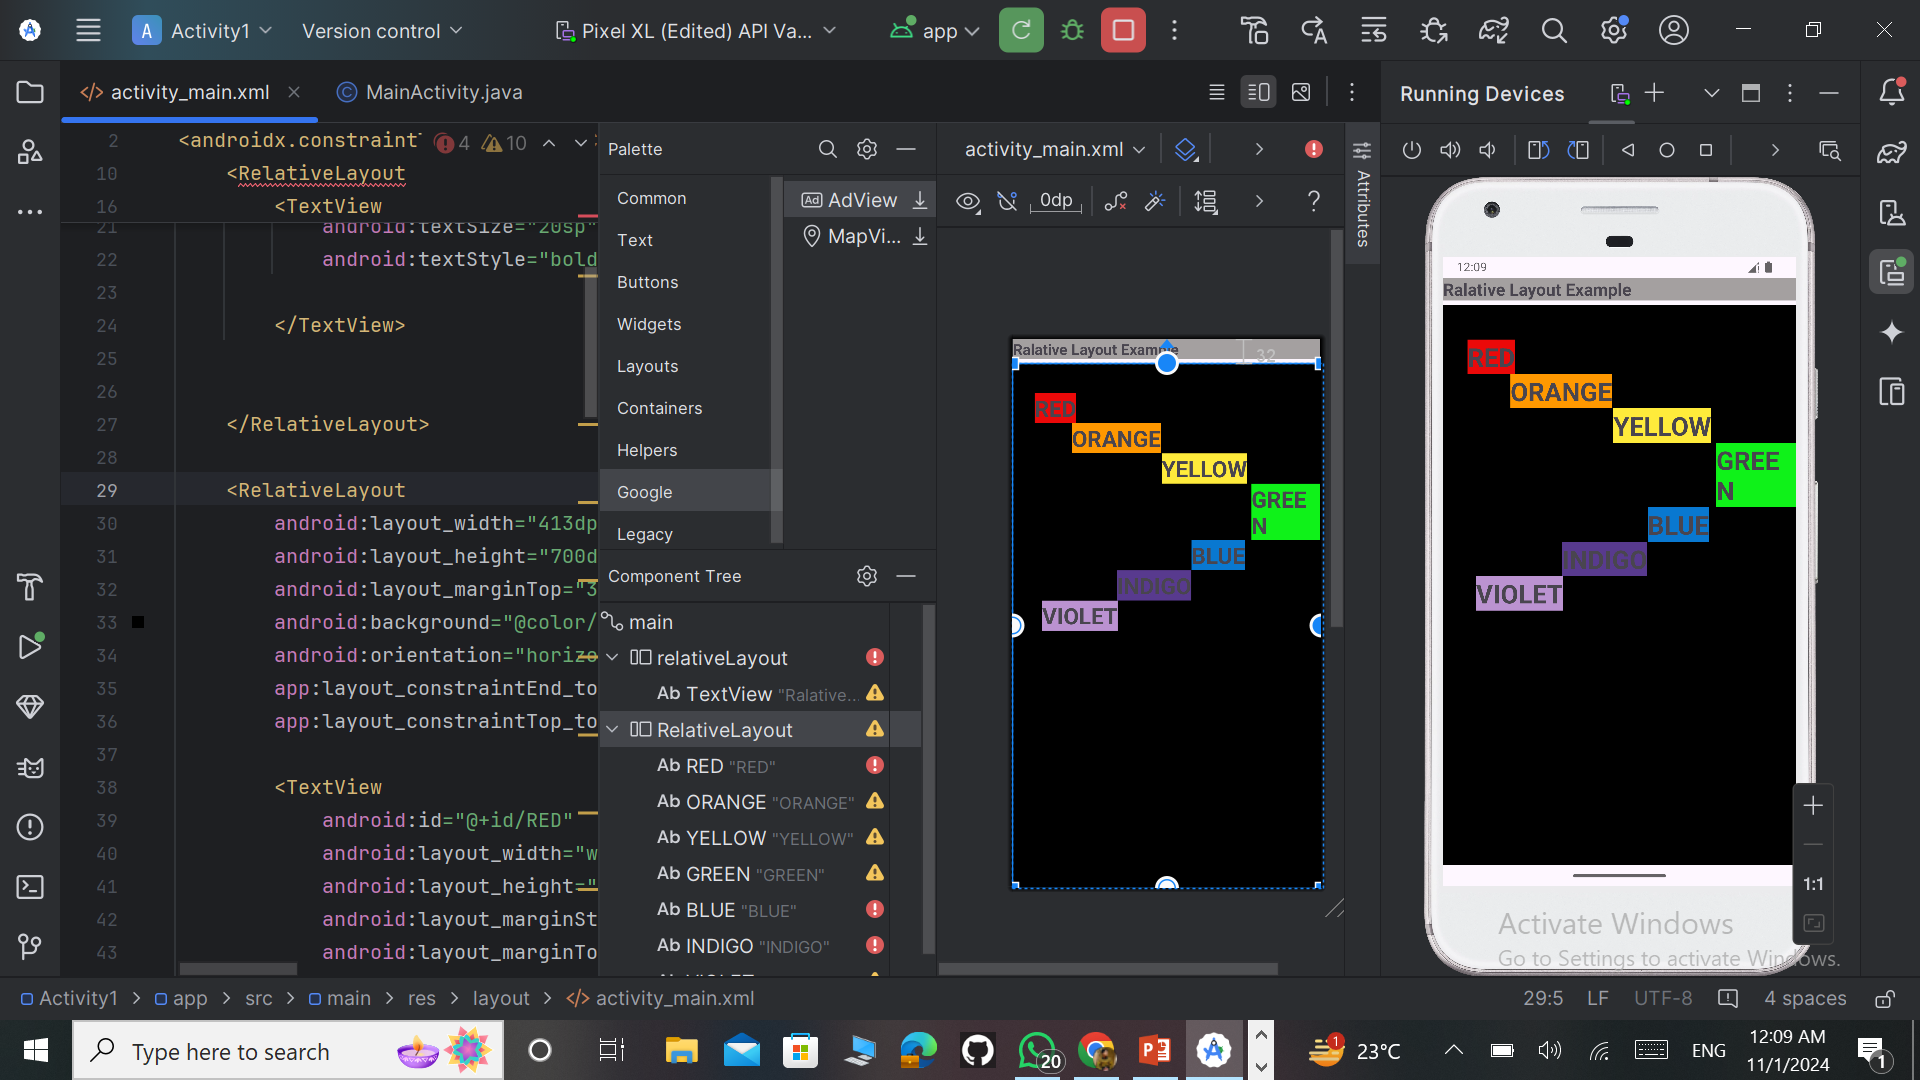 A Activity1
Version control
Pixel XL (Edited) API Va...
app
activity_main.xml
MainActivity.java
Running Devices
2 <androidx.constraintT 4 10
10 <RelativeLayout
16 <TextView
21 android:textSize="20sp"
22 android:textStyle="bold
23
24 </TextView>
25
26
27 </RelativeLayout>
28
29 <RelativeLayout
30 android:layout_width="413dp
31 android:layout_height="700d
32 android:layout_marginTop="3
33 android:background="@color/
34 android:orientation="horizo
35 app:layout_constraintEnd_to
36 app:layout_constraintTop_to
37
38 <TextView
39 android:id="@+id/RED"
40 android:layout_width="w
41 android:layout_height="
42 android:layout_marginSt
43 android:layout_marginTo
Palette
Common
Text
Buttons
Widgets
Layouts
Containers
Helpers
Google
Legacy
Ad AdView
MapVi...
Component Tree
main
relativeLayout
Ab TextView "Ralative...
RelativeLayout
Ab RED "RED"
Ab ORANGE "ORANGE"
Ab YELLOW "YELLOW"
Ab GREEN "GREEN"
Ab BLUE "BLUE"
Ab INDIGO "INDIGO"
activity_main.xml
0dp
?
Attributes
Ralative Layout Example
32
RED
ORANGE
YELLOW
GREE
N
BLUE
INDIGO
VIOLET
12:09
Ralative Layout Example
RED
ORANGE
YELLOW
GREE
N
BLUE
INDIGO
VIOLET
1:1
Activate Windows
Go to Settings to activate Windows.
Activity1 > app > src > main > res > layout > activity_main.xml
29:5 LF UTF-8 4 spaces
Type here to search
20
1
23°C
ENG
12:09 AM
11/1/2024
1